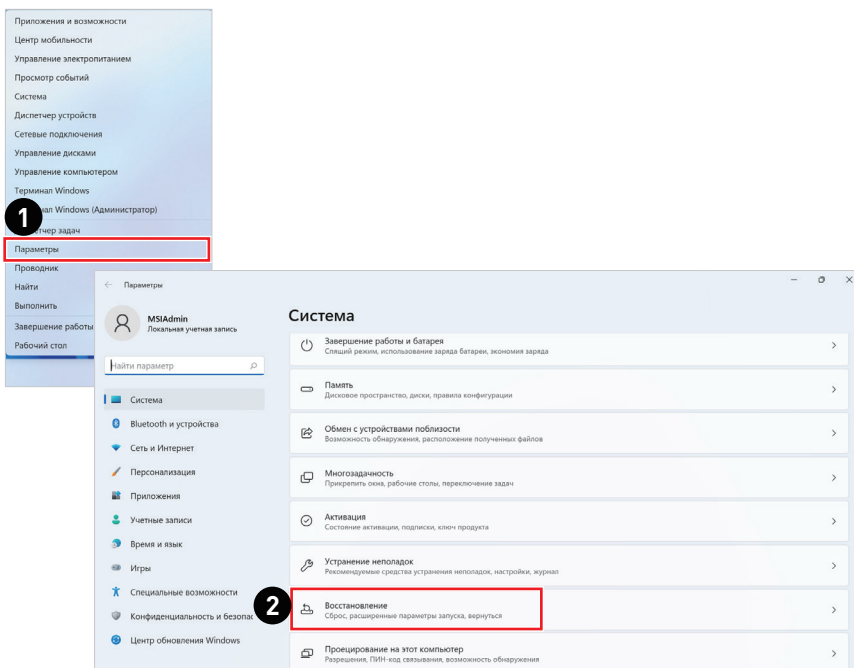 Приложения и возможности
Центр мобильности
Управление электропитанием
Просмотр событий
Система
Диспетчер устройств
Сетевые подключения
Управление дисками
Управление компьютером
Терминал Windows
Windows (Администратор)
1
задач
Параметры
Проводник
Найти
Выполнить
Завершение работы
Рабочий стол
Параметры
MSIAdmin
Локальная учетная запись
Найти параметр
Система
Bluetooth и устройства
Сеть и Интернет
Персонализация
Приложения
Учетные записи
Время и язык
Игры
Специальные возможности
Конфиденциальность и безопас
Центр обновления Windows
Система
Завершение работы и батарея
Спящий режим, использование заряда батареи, экономия заряда
Память
Дисковое пространство, диски, правила конфигурации
Обмен с устройствами поблизости
Возможность обнаружения, расположение полученных файлов
Многозадачность
Прикрепить окна, рабочие столы, переключение задач
Активация
Состояние активации, подписки, ключ продукта
Устранение неполадок
Рекомендуемые средства устранения неполадок, настройки, журнал
2
Восстановление
Сброс, расширенные параметры запуска, вернуться
Проецирование на этот компьютер
Разрешения, ПИН-код связывания, возможность обнаружения